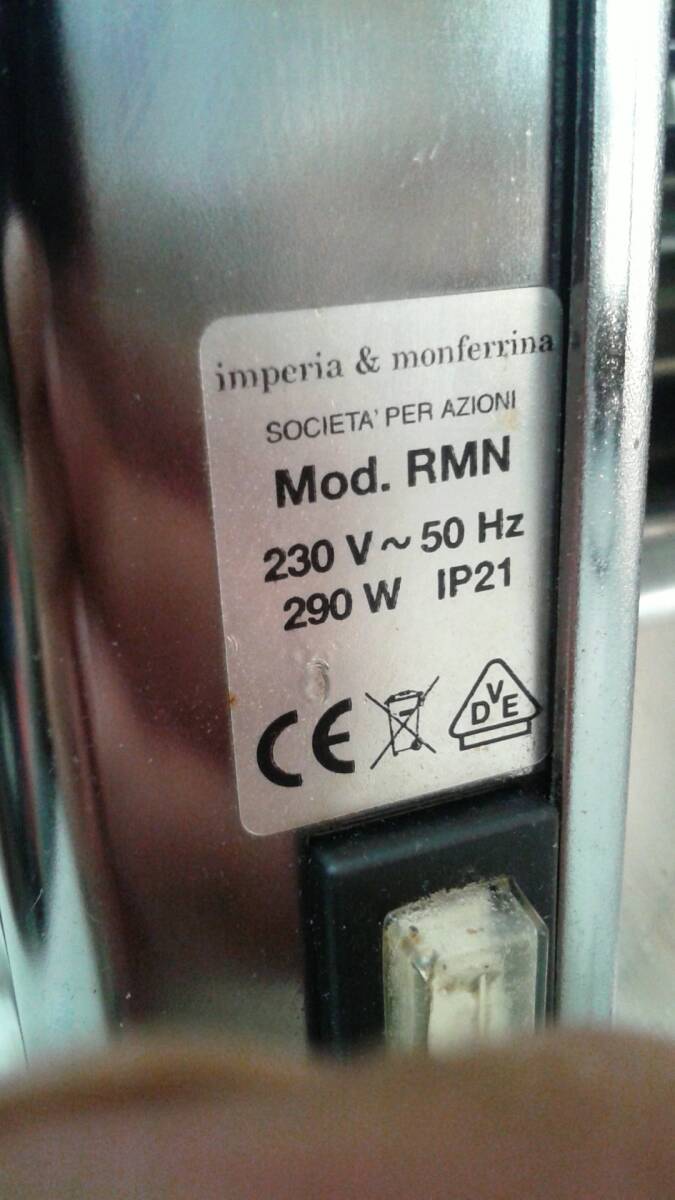 imperia & monferrina
SOCIETA' PER AZIONI
Mod. RMN
230 V ~ 50 Hz
290 W IP21
CE
DVE